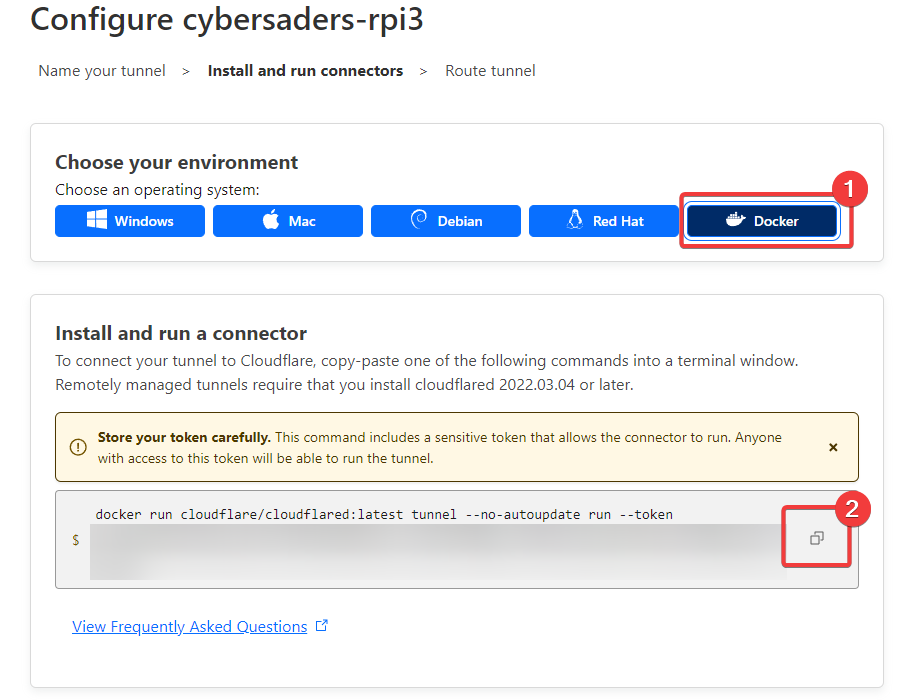 Configure cybersaders-rpi3
Name your tunnel > Install and run connectors > Route tunnel
Choose your environment
Choose an operating system:
Windows Mac Debian Red Hat Docker
1
Install and run a connector
To connect your tunnel to Cloudflare, copy-paste one of the following commands into a terminal window.
Remotely managed tunnels require that you install cloudflared 2022.03.04 or later.
Store your token carefully. This command includes a sensitive token that allows the connector to run. Anyone
with access to this token will be able to run the tunnel.
docker run cloudflare/cloudflared:latest tunnel --no-autoupdate run --token
$
2
View Frequently Asked Questions